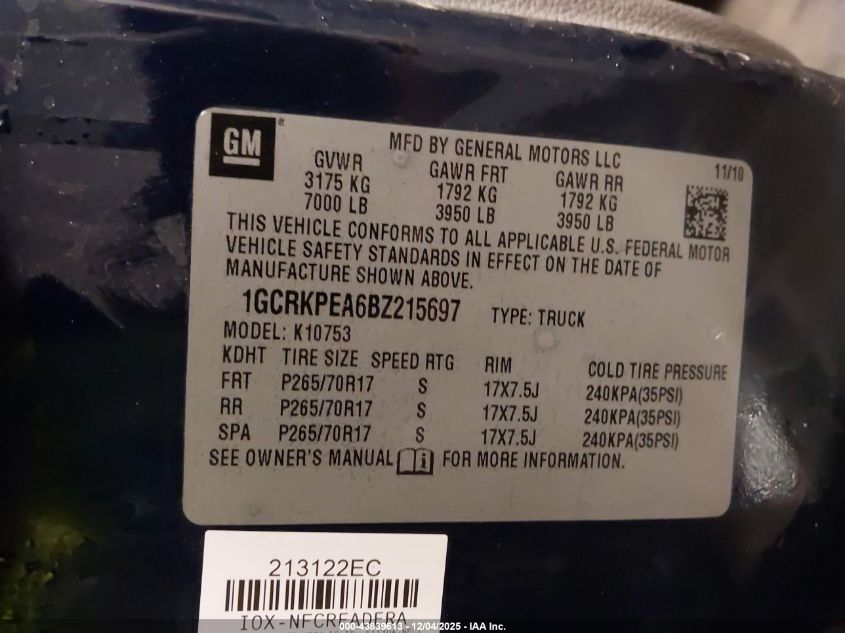 GM
MFD BY GENERAL MOTORS LLC
11/10
GVWR GAWR FRT GAWR RR
3175 KG 1792 KG 1792 KG
7000 LB 3950 LB 3950 LB
THIS VEHICLE CONFORMS TO ALL APPLICABLE U.S. FEDERAL MOTOR
VEHICLE SAFETY STANDARDS IN EFFECT ON THE DATE OF
MANUFACTURE SHOWN ABOVE.
1GCRKPEA6BZ215697 TYPE: TRUCK
MODEL: K10753
KDHT TIRE SIZE SPEED RTG RIM COLD TIRE PRESSURE
FRT P265/70R17 S 17X7.5J 240KPA(35PSI)
RR P265/70R17 S 17X7.5J 240KPA(35PSI)
SPA P265/70R17 S 17X7.5J 240KPA(35PSI)
SEE OWNER'S MANUAL i FOR MORE INFORMATION.
213122EC
IOX-NFCREADERA
000-43839613 - 12/04/2025 - IAA Inc.